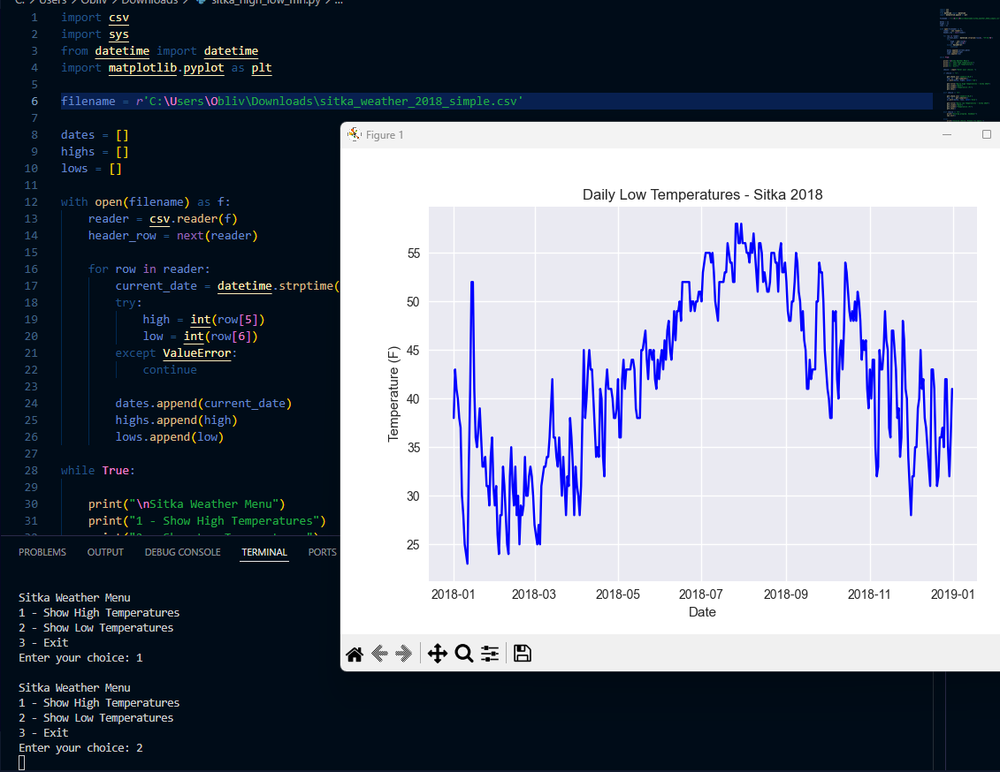 C: > Users > Obliv > Downloads > sitka_high_low_mh.py > ...
1 import csv
2 import sys
3 from datetime import datetime
4 import matplotlib.pyplot as plt
5
6 filename = r'C:\Users\Obliv\Downloads\sitka_weather_2018_simple.csv'
7
8 dates = []
9 highs = []
10 lows = []
11
12 with open(filename) as f:
13 reader = csv.reader(f)
14 header_row = next(reader)
15
16 for row in reader:
17 current_date = datetime.strptime(
18 try:
19 high = int(row[5])
20 low = int(row[6])
21 except ValueError:
22 continue
23
24 dates.append(current_date)
25 highs.append(high)
26 lows.append(low)
27
28 while True:
29
30 print("\nSitka Weather Menu")
31 print("1 - Show High Temperatures")
Figure 1
Daily Low Temperatures - Sitka 2018
Temperature (F)
55
50
45
40
35
30
25
2018-01 2018-03 2018-05 2018-07 2018-09 2018-11 2019-01
Date
PROBLEMS OUTPUT DEBUG CONSOLE TERMINAL PORTS
Sitka Weather Menu
1 - Show High Temperatures
2 - Show Low Temperatures
3 - Exit
Enter your choice: 1
Sitka Weather Menu
1 - Show High Temperatures
2 - Show Low Temperatures
3 - Exit
Enter your choice: 2